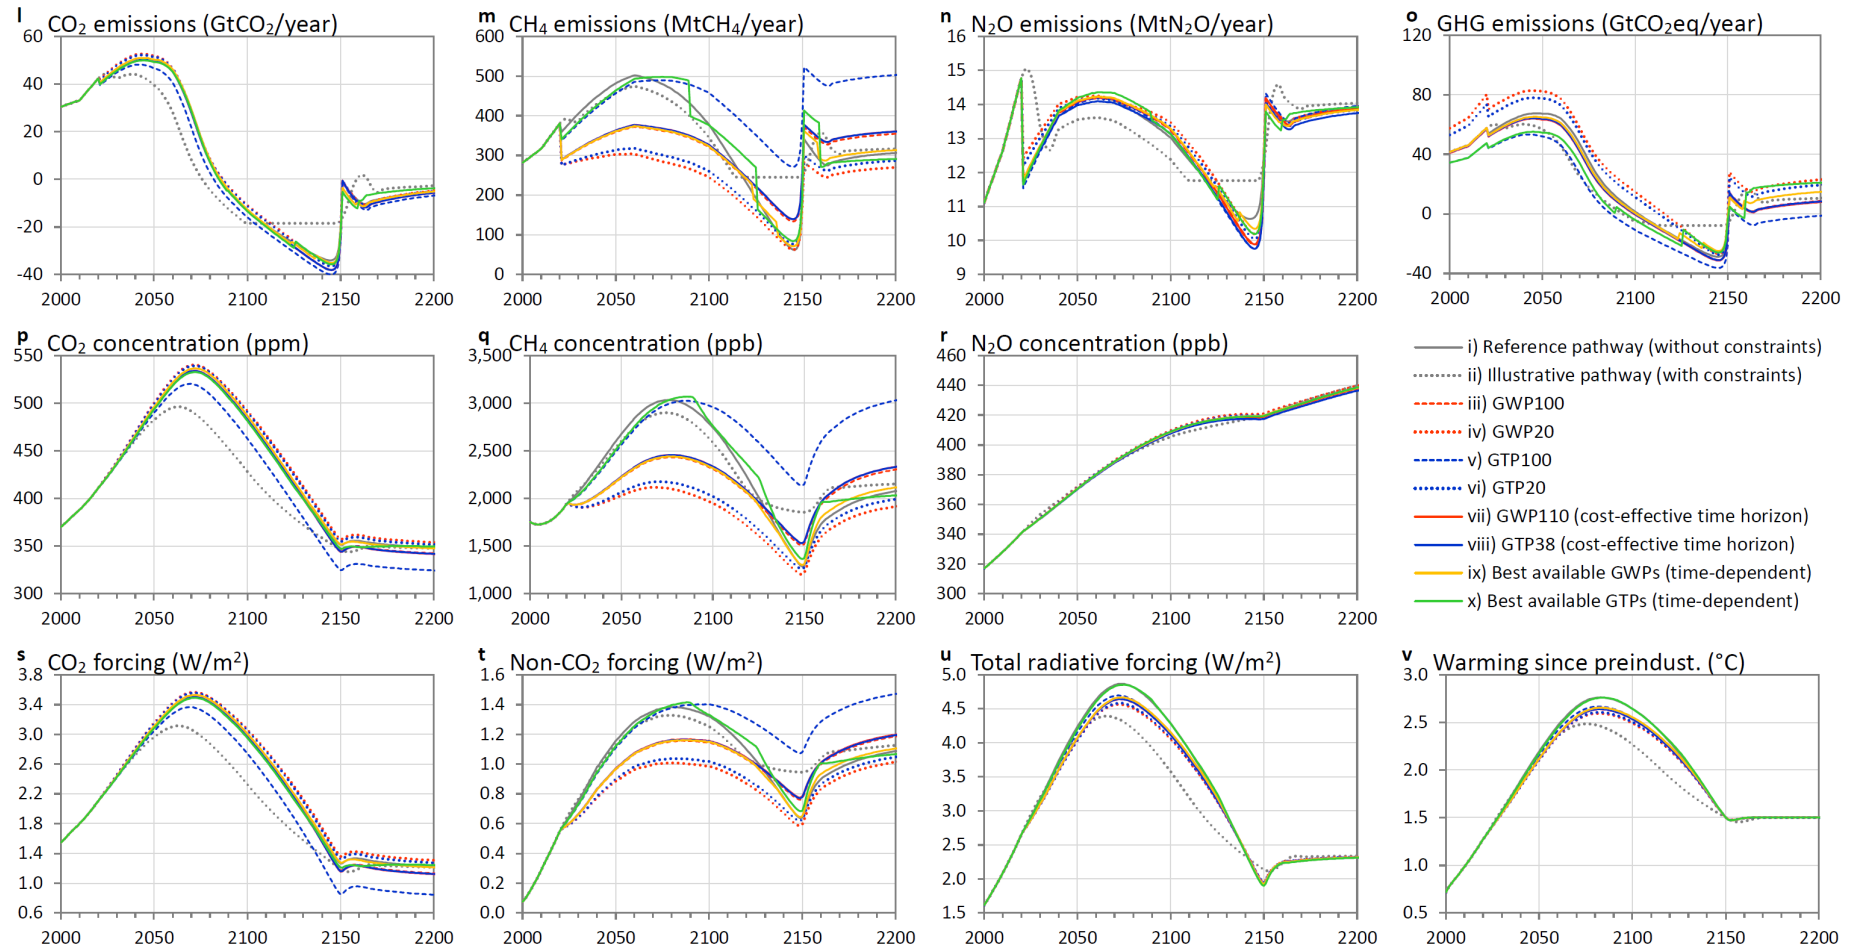 l CO₂ emissions (GtCO₂/year)
m CH₄ emissions (MtCH₄/year)
n N₂O emissions (MtN₂O/year)
o GHG emissions (GtCO₂eq/year)
60
40
20
0
-20
-40
2000 2050 2100 2150 2200
600
500
400
300
200
100
0
2000 2050 2100 2150 2200
16
15
14
13
12
11
10
9
2000 2050 2100 2150 2200
120
80
40
0
-40
2000 2050 2100 2150 2200
p CO₂ concentration (ppm)
q CH₄ concentration (ppb)
r N₂O concentration (ppb)
550
500
450
400
350
300
2000 2050 2100 2150 2200
3,500
3,000
2,500
2,000
1,500
1,000
2000 2050 2100 2150 2200
460
440
420
400
380
360
340
320
300
2000 2050 2100 2150 2200
i) Reference pathway (without constraints)
ii) Illustrative pathway (with constraints)
iii) GWP100
iv) GWP20
v) GTP100
vi) GTP20
vii) GWP110 (cost-effective time horizon)
viii) GTP38 (cost-effective time horizon)
ix) Best available GWPs (time-dependent)
x) Best available GTPs (time-dependent)
s CO₂ forcing (W/m²)
t Non-CO₂ forcing (W/m²)
u Total radiative forcing (W/m²)
v Warming since preindust. (°C)
3.8
3.4
3.0
2.6
2.2
1.8
1.4
1.0
0.6
2000 2050 2100 2150 2200
1.6
1.4
1.2
1.0
0.8
0.6
0.4
0.2
0.0
2000 2050 2100 2150 2200
5.0
4.5
4.0
3.5
3.0
2.5
2.0
1.5
2000 2050 2100 2150 2200
3.0
2.5
2.0
1.5
1.0
0.5
2000 2050 2100 2150 2200